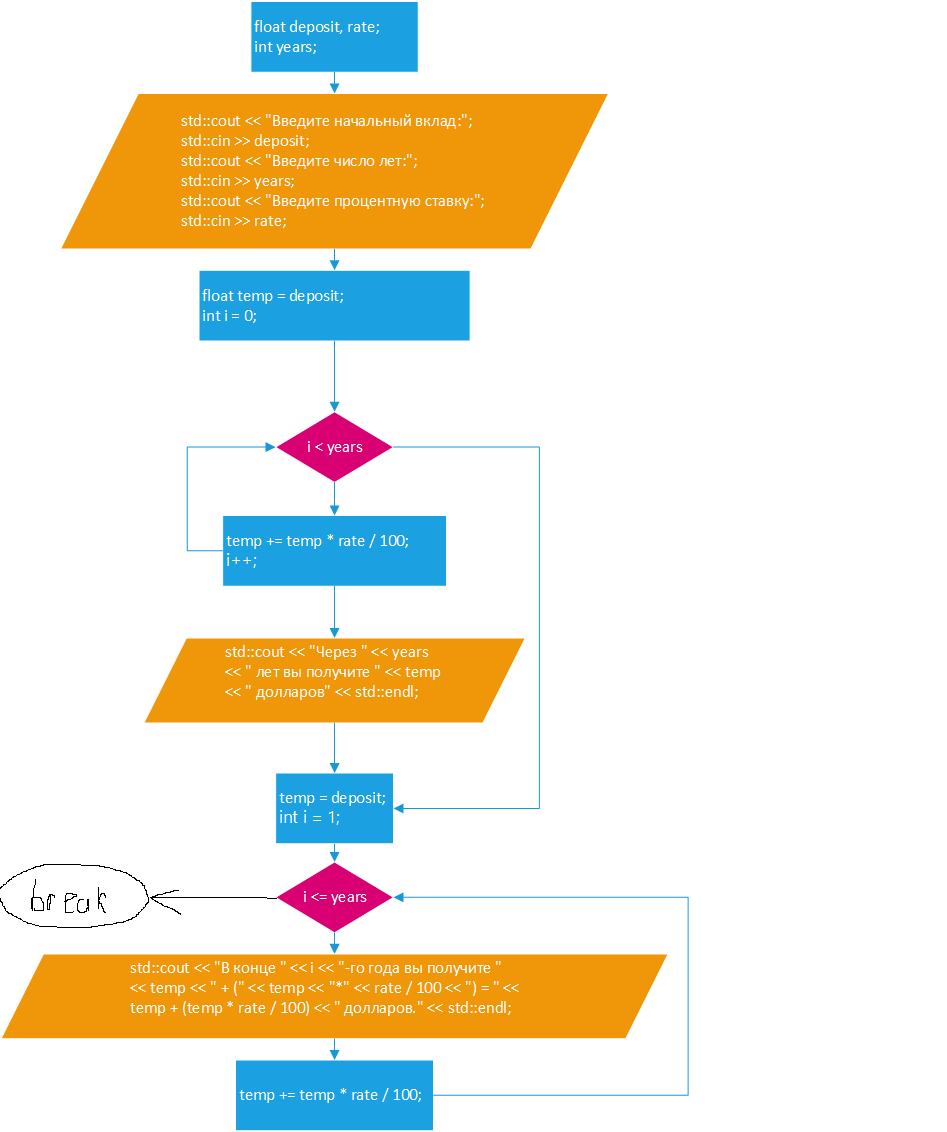 float deposit, rate;
int years;
std::cout << "Введите начальный вклад:";
std::cin >> deposit;
std::cout << "Введите число лет:";
std::cin >> years;
std::cout << "Введите процентную ставку:";
std::cin >> rate;
float temp = deposit;
int i = 0;
i < years
temp += temp * rate / 100;
i++;
std::cout << "Через " << years
<< " лет вы получите " << temp
<< " долларов" << std::endl;
temp = deposit;
int i = 1;
break
i <= years
std::cout << "В конце " << i << "-го года вы получите "
<< temp << " + (" << temp << "*" << rate / 100 << ") = " <<
temp + (temp * rate / 100) << " долларов." << std::endl;
temp += temp * rate / 100;